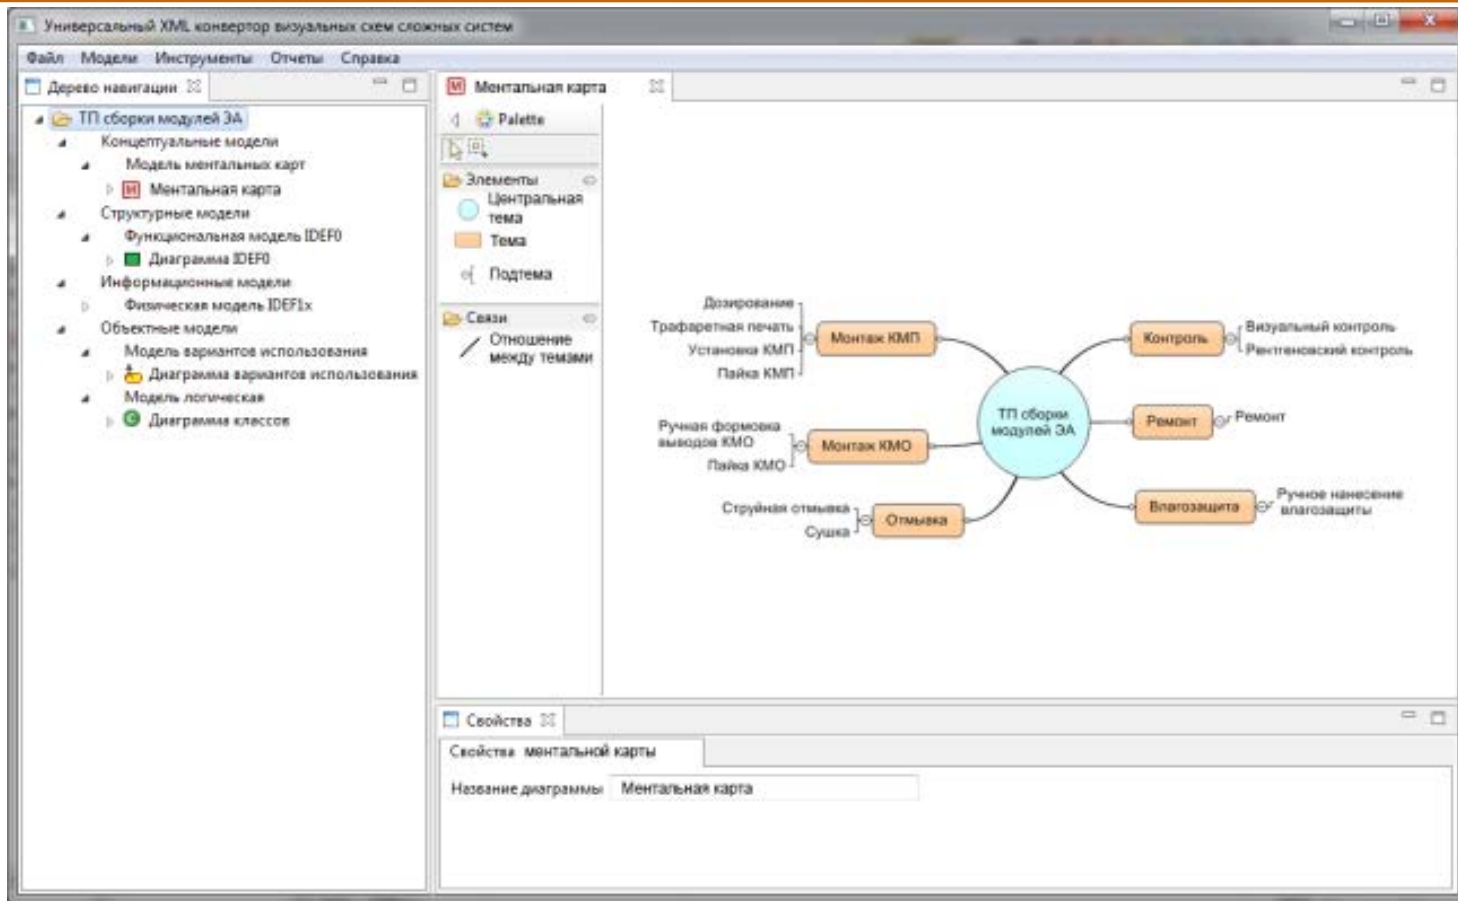 Универсальный XML конвертор визуальных схем сложных систем
Файл Модели Инструменты Отчеты Справка
Дерево навигации
ТП сборки модулей ЭА
Концептуальные модели
Модель ментальных карт
Ментальная карта
Структурные модели
Функциональная модель IDEF0
Диаграмма IDEF0
Информационные модели
Физическая модель IDEF1x
Объектные модели
Модель вариантов использования
Диаграмма вариантов использования
Модель логическая
Диаграмма классов
Ментальная карта
Palette
Элементы
Центральная
тема
Тема
Подтема
Связи
Отношение
между темами
Дозирование
Трафаретная печать
Установка КМП
Пайка КМП
Монтаж КМП
Ручная формовка
выводов КМО
Пайка КМО
Монтаж КМО
Струйная отмывка
Сушка
Отмывка
ТП сборки
модулей ЭА
Контроль
Визуальный контроль
Рентгеновский контроль
Ремонт
Ремонт
Влагозащита
Ручное нанесение
влагозащиты
Свойства
Свойства ментальной карты
Название диаграммы Ментальная карта